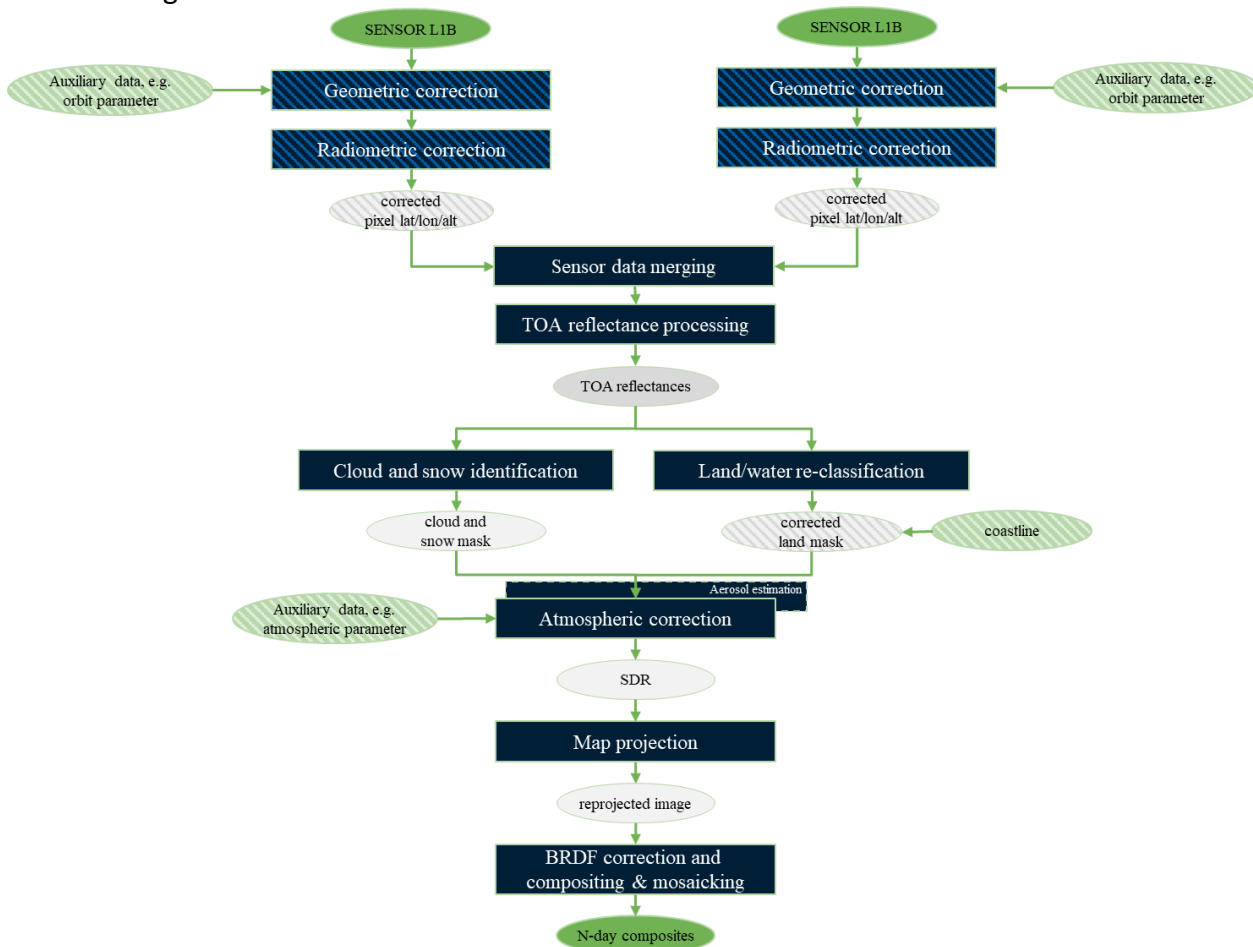 SENSOR L1B
SENSOR L1B
Auxiliary data, e.g.
orbit parameter
Geometric correction
Geometric correction
Auxiliary data, e.g.
orbit parameter
Radiometric correction
Radiometric correction
corrected
pixel lat/lon/alt
corrected
pixel lat/lon/alt
Sensor data merging
TOA reflectance processing
TOA reflectances
Cloud and snow identification
Land/water re-classification
cloud and
snow mask
corrected
land mask
coastline
Aerosol estimation
Auxiliary data, e.g.
atmospheric parameter
Atmospheric correction
SDR
Map projection
reprojected image
BRDF correction and
compositing & mosaicking
N-day composites